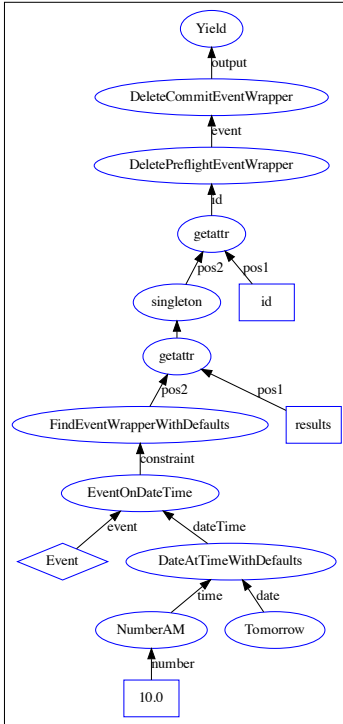 Yield
output
DeleteCommitEventWrapper
event
DeletePreflightEventWrapper
id
getattr
pos2
pos1
singleton
id
getattr
pos2
pos1
FindEventWrapperWithDefaults
results
constraint
EventOnDateTime
event
dateTime
Event
DateAtTimeWithDefaults
time
date
NumberAM
Tomorrow
number
10.0